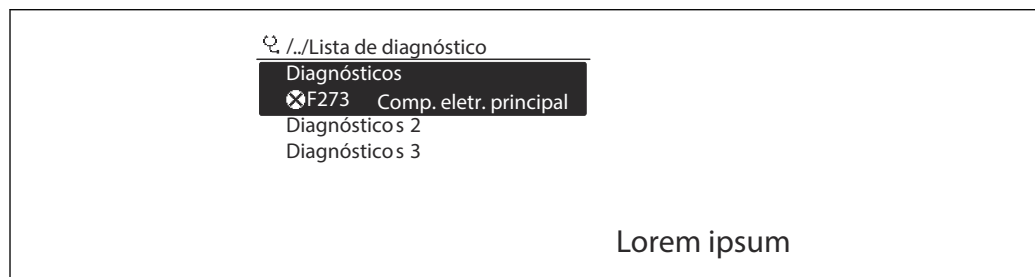 /../Lista de diagnóstico
Diagnósticos
F273 Comp. eletr. principal
Diagnósticos 2
Diagnósticos 3
Lorem ipsum